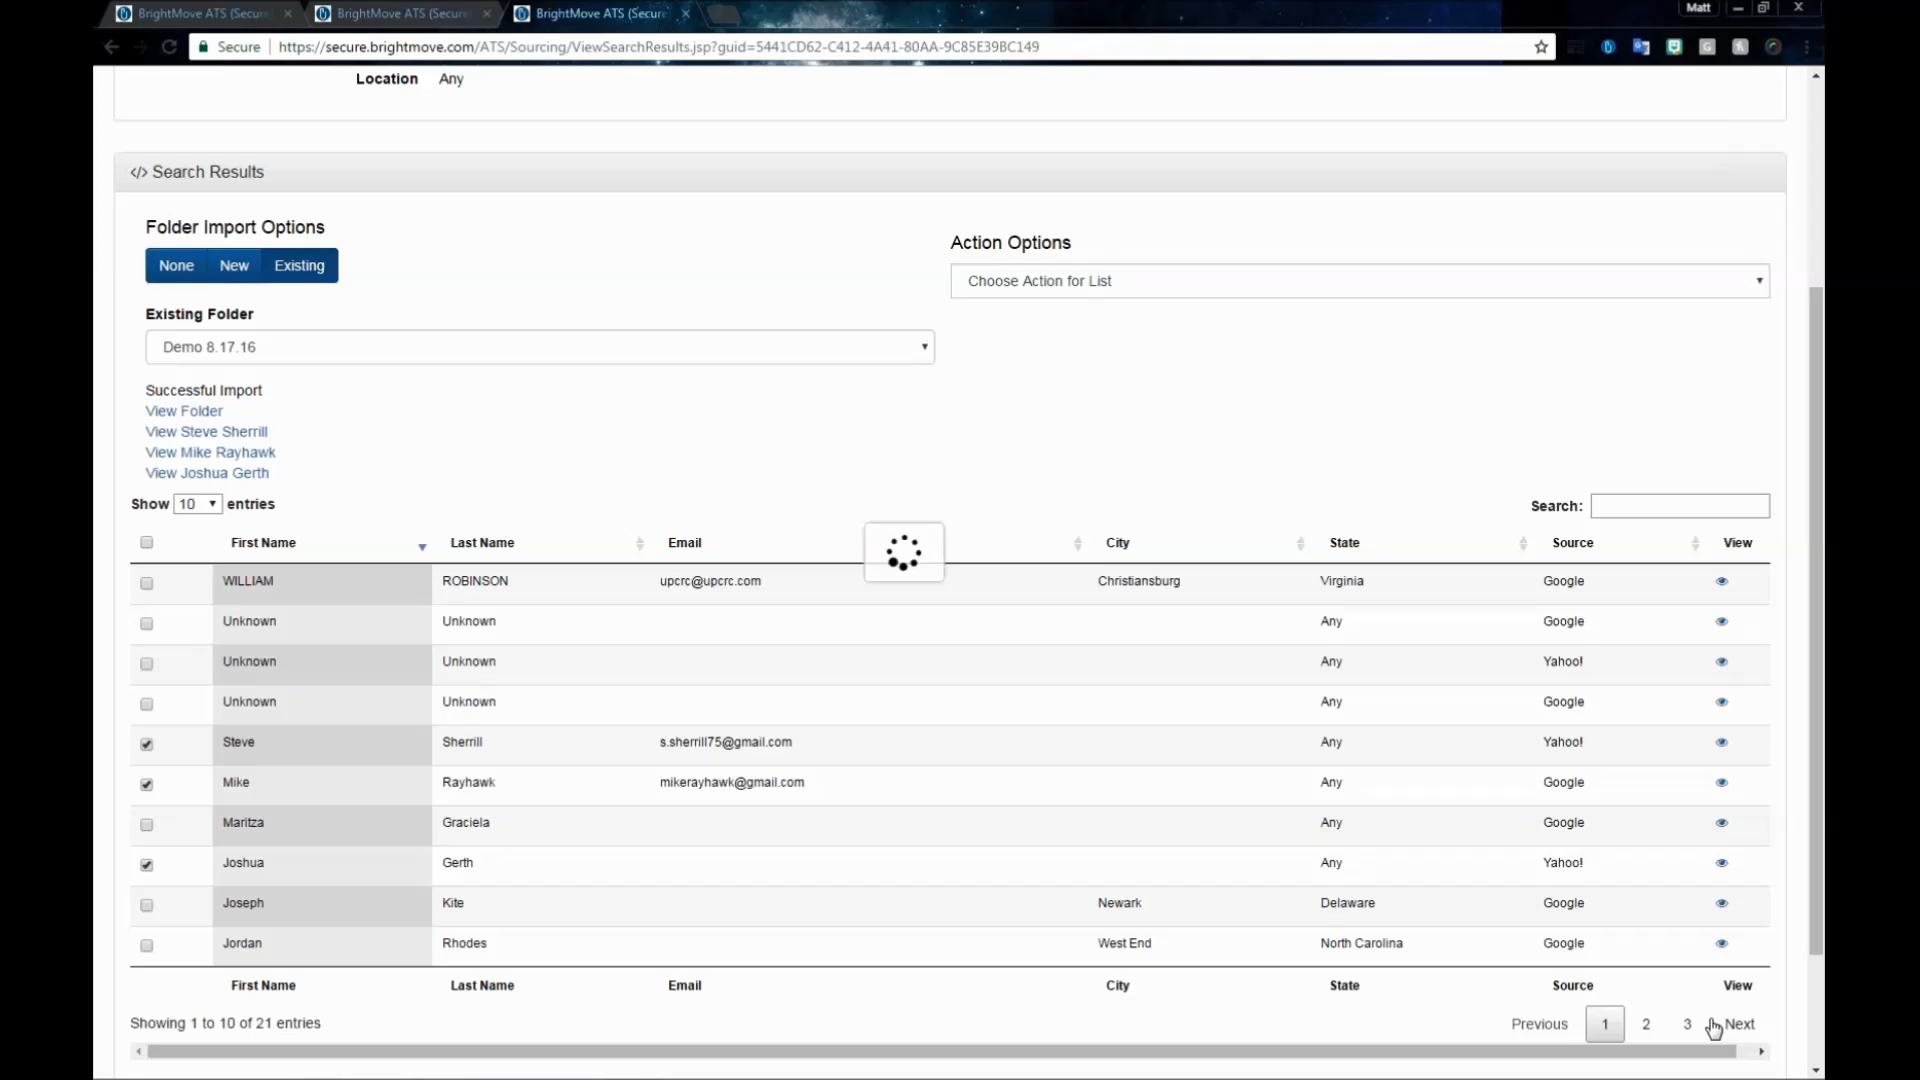 BrightMove ATS (Secure BrightMove ATS (Secure BrightMove ATS (Secure Matt
Secure https://secure.brightmove.com/ATS/Sourcing/ViewSearchResults.jsp?guid=5441CD62-C412-4A41-80AA-9C85E39BC149
Location Any
</> Search Results
Folder Import Options
Action Options
None New Existing
Choose Action for List
Existing Folder
Demo 8.17.16
Successful Import
View Folder
View Steve Sherrill
View Mike Rayhawk
View Joshua Gerth
Show 10 entries Search:
First Name Last Name Email City State Source View
WILLIAM ROBINSON upcrc@upcrc.com Christiansburg Virginia Google
Unknown Unknown Any Google
Unknown Unknown Any Yahoo!
Unknown Unknown Any Google
Steve Sherrill s.sherrill75@gmail.com Any Yahoo!
Mike Rayhawk mikerayhawk@gmail.com Any Google
Maritza Graciela Any Google
Joshua Gerth Any Yahoo!
Joseph Kite Newark Delaware Google
Jordan Rhodes West End North Carolina Google
First Name Last Name Email City State Source View
Showing 1 to 10 of 21 entries Previous 1 2 3 Next